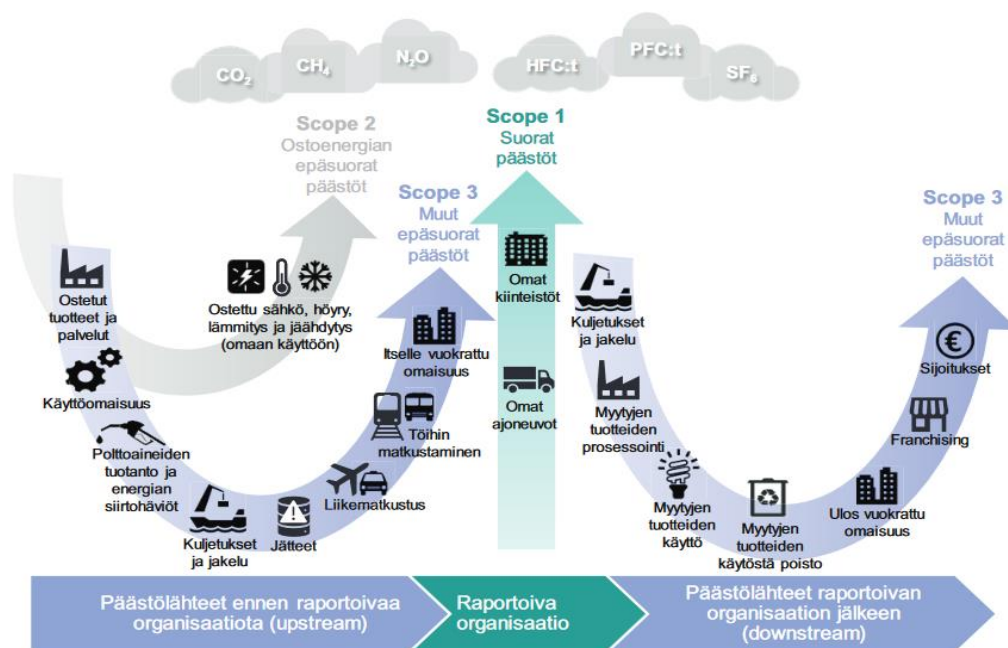 CO₂
CH₄
N₂O
HFC:t
PFC:t
SF₆
Scope 2
Ostoenergian
epäsuorat
päästöt
Scope 3
Muut
epäsuorat
päästöt
Scope 1
Suorat
päästöt
Scope 3
Muut
epäsuorat
päästöt
Ostetut
tuotteet ja
palvelut
Käyttöomaisuus
Polttoaineiden
tuotanto ja
energian
siirtohäviöt
Kuljetukset
ja jakelu
Jätteet
Liikematkustus
Töihin
matkustaminen
Itselle vuokrattu
omaisuus
Ostettu sähkö, höyry,
lämmitys ja jäähdytys
(omaan käyttöön)
Omat
kiinteistöt
Omat
ajoneuvot
Kuljetukset
ja jakelu
Myytyjen
tuotteiden
prosessointi
Myytyjen
tuotteiden
käyttö
Myytyjen
tuotteiden
käytöstä poisto
Ulos vuokrattu
omaisuus
Franchising
€
Sijoitukset
Päästölähteet ennen raportoivaa
organisaatiota (upstream)
Raportoiva
organisaatio
Päästölähteet raportoivan
organisaation jälkeen
(downstream)